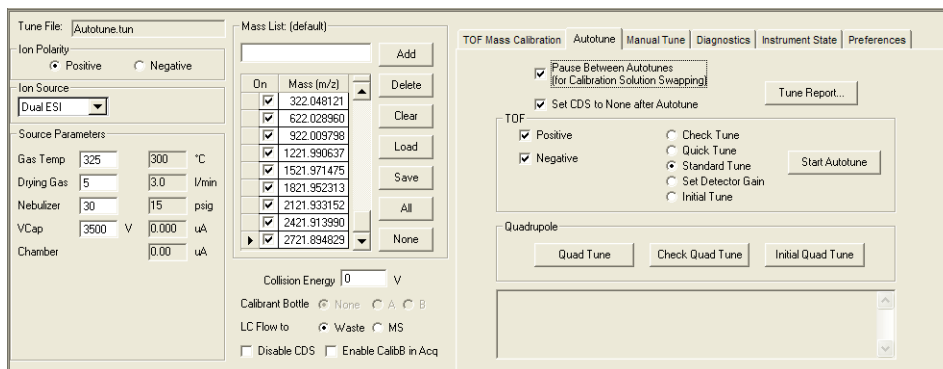 Tune File: Autotune.tun
Ion Polarity
Positive Negative
Ion Source
Dual ESI
Source Parameters
Gas Temp 325 300 °C
Drying Gas 5 3.0 l/min
Nebulizer 30 15 psig
VCap 3500 V 0.000 uA
Chamber 0.00 uA
Mass List: (default)
Add
On Mass (m/z) Delete
322.048121
622.028960 Clear
922.009798
1221.990637 Load
1521.971475
1821.952313 Save
2121.933152 All
2421.913990
2721.894829 None
Collision Energy 0 V
Calibrant Bottle None A B
LC Flow to Waste MS
Disable CDS Enable CalibB in Acq
TOF Mass Calibration Autotune Manual Tune Diagnostics Instrument State Preferences
Pause Between Autotunes
(for Calibration Solution Swapping)
Tune Report...
Set CDS to None after Autotune
TOF
Positive Check Tune
Quick Tune
Negative Standard Tune Start Autotune
Set Detector Gain
Initial Tune
Quadrupole
Quad Tune Check Quad Tune Initial Quad Tune